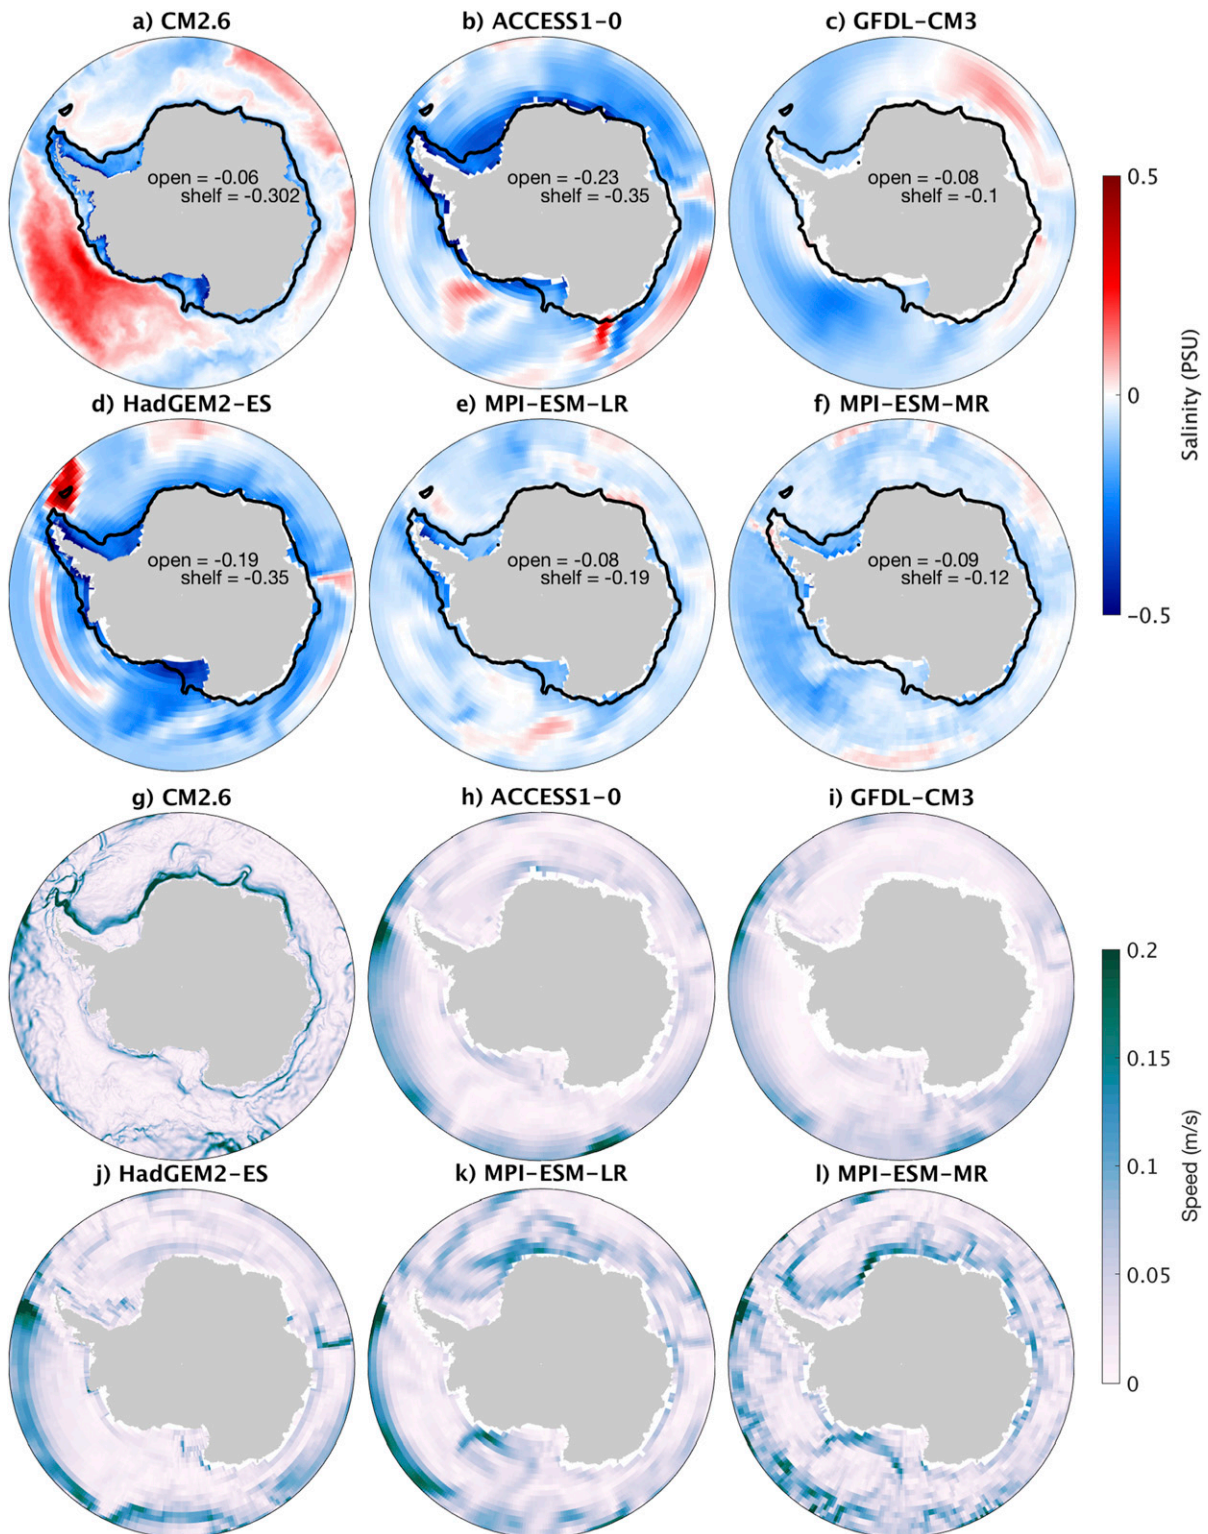 a) CM2.6
b) ACCESS1-0
c) GFDL-CM3
open = -0.06
shelf = -0.302
open = -0.23
shelf = -0.35
open = -0.08
shelf = -0.1
0.5
0
-0.5
Salinity (PSU)
d) HadGEM2-ES
e) MPI-ESM-LR
f) MPI-ESM-MR
open = -0.19
shelf = -0.35
open = -0.08
shelf = -0.19
open = -0.09
shelf = -0.12
g) CM2.6
h) ACCESS1-0
i) GFDL-CM3
0.2
0.15
0.1
0.05
0
Speed (m/s)
j) HadGEM2-ES
k) MPI-ESM-LR
l) MPI-ESM-MR